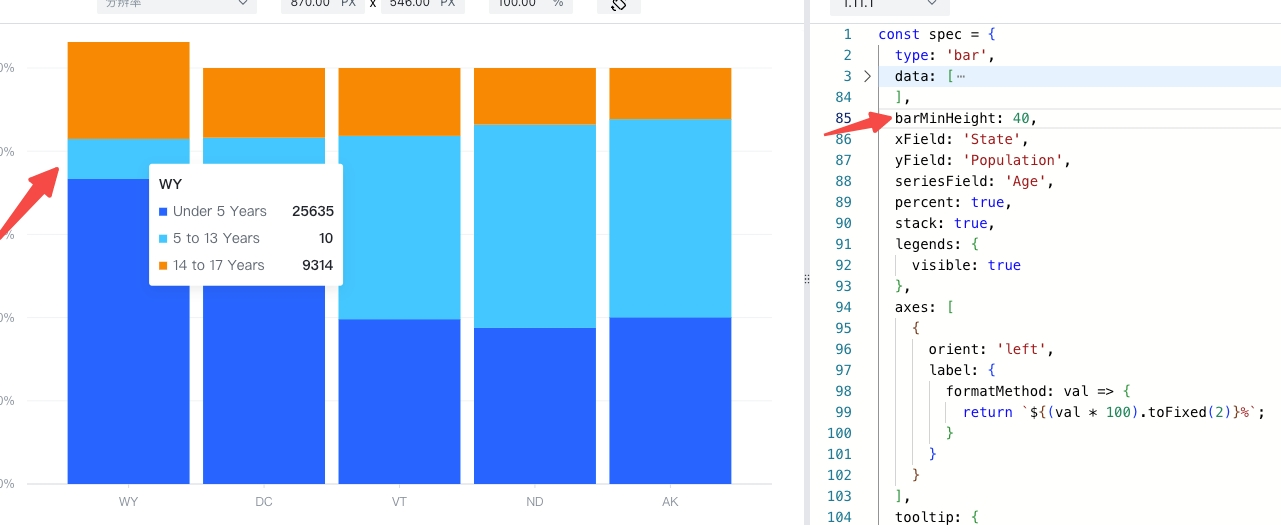 分辨率 870.00 PX x 546.00 PX 100.00 %
1.11.1
0%
0%
0%
0%
0%
0%
WY
Under 5 Years 25635
5 to 13 Years 10
14 to 17 Years 9314
WY DC VT ND AK
1 const spec = {
2 type: 'bar',
3 data: [ ⋯
84 ],
85 barMinHeight: 40,
86 xField: 'State',
87 yField: 'Population',
88 seriesField: 'Age',
89 percent: true,
90 stack: true,
91 legends: {
92 visible: true
93 },
94 axes: [
95 {
96 orient: 'left',
97 label: {
98 formatMethod: val => {
99 return `${(val * 100).toFixed(2)}%`;
100 }
101 }
102 }
103 ],
104 tooltip: {